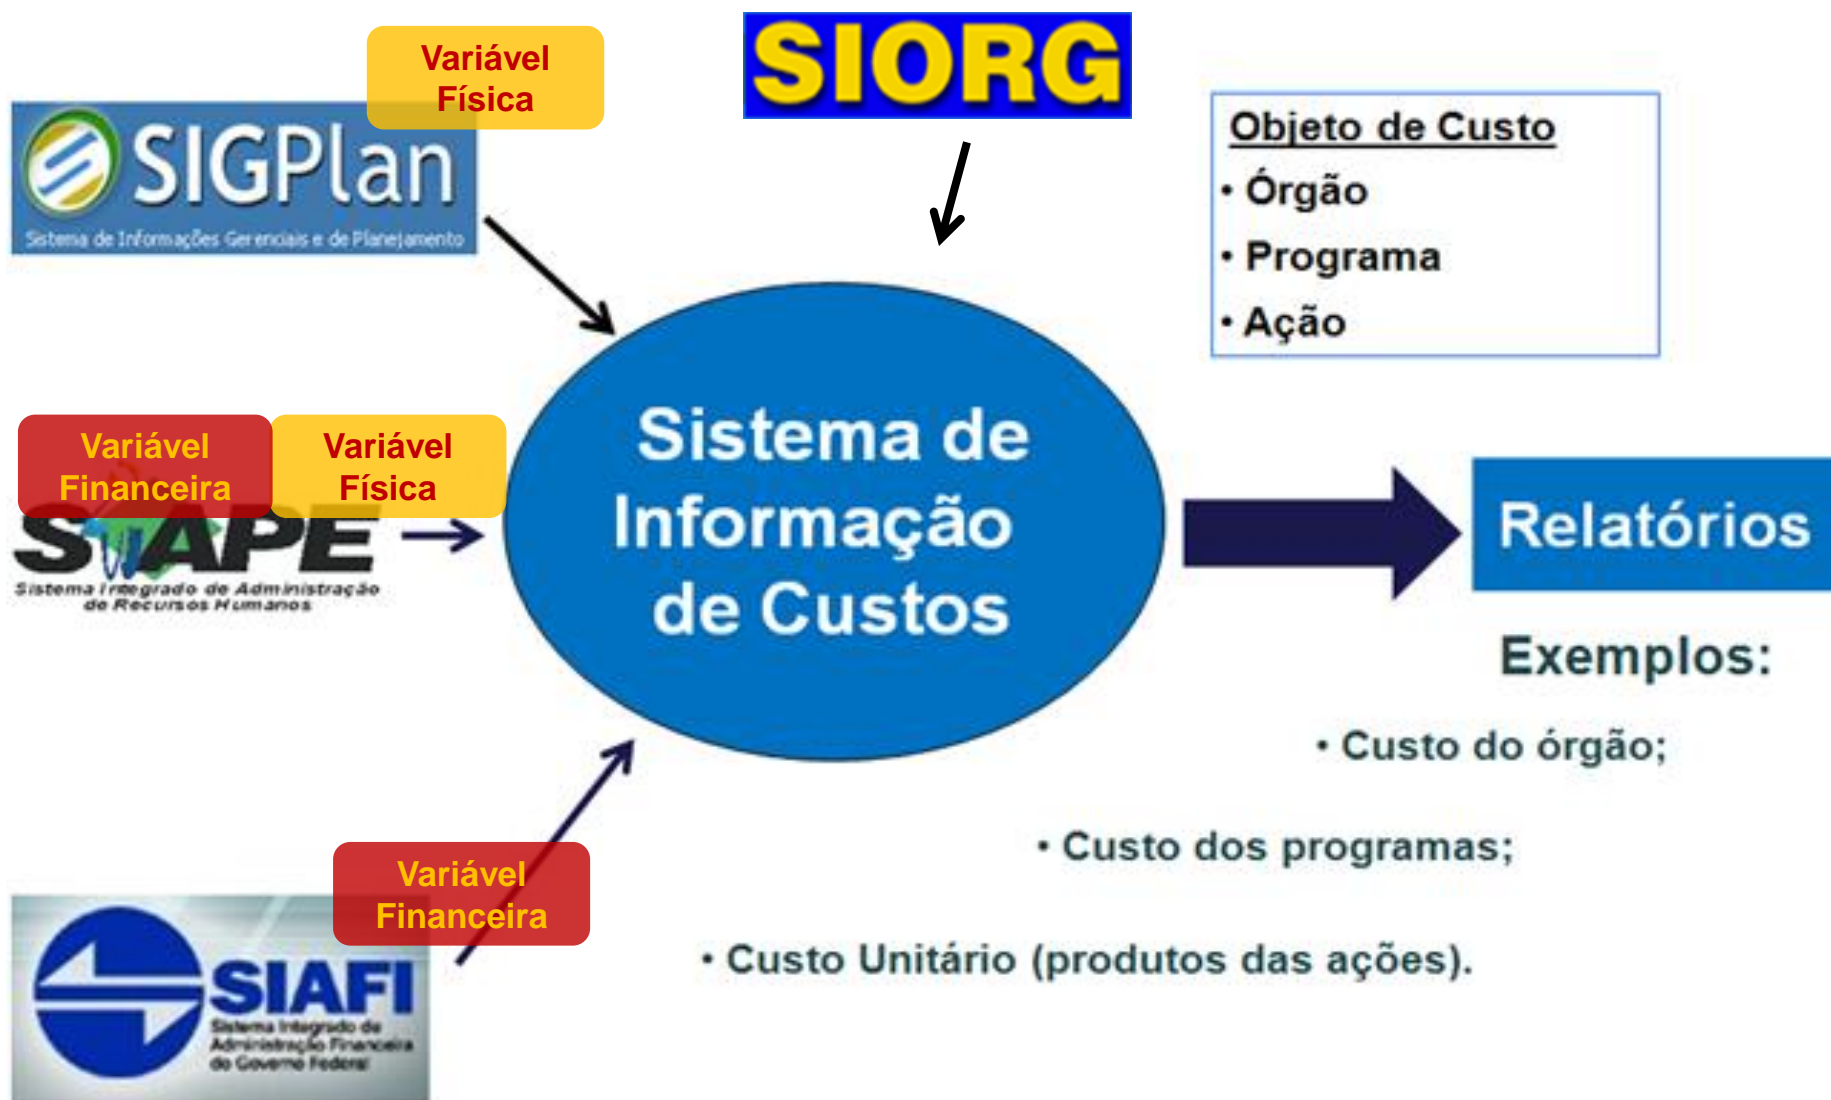 Variável
Física
SIGPlan
Sistema de Informações Gerenciais e de Planejamento
SIORG
Objeto de Custo
• Órgão
• Programa
• Ação
Variável
Financeira
Variável
Física
SIAPE
Sistema Integrado de Administração
de Recursos Humanos
Sistema de
Informação
de Custos
Relatórios
Exemplos:
• Custo do órgão;
• Custo dos programas;
• Custo Unitário (produtos das ações).
Variável
Financeira
SIAFI
Sistema Integrado de
Administração Financeira
do Governo Federal